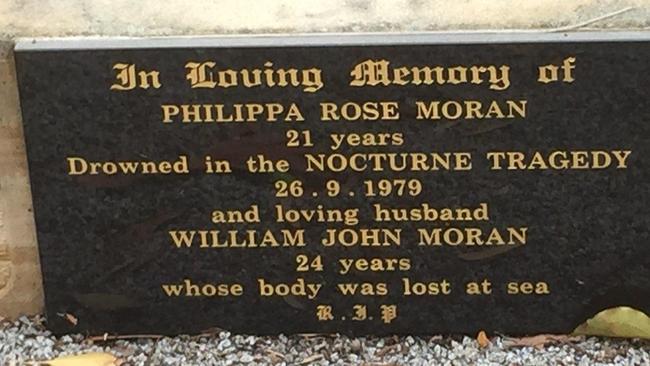 In Loving Memory of
PHILIPPA ROSE MORAN
21 years
Drowned in the NOCTURNE TRAGEDY
26 . 9 . 1979
and loving husband
WILLIAM JOHN MORAN
24 years
whose body was lost at sea
R . I . P